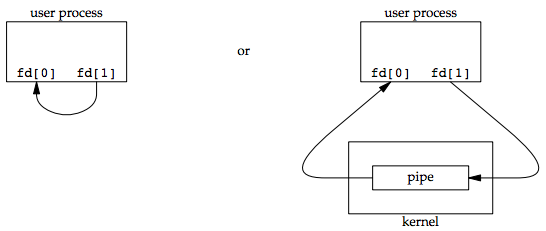 user process
fd[0] fd[1]
or
user process
fd[0] fd[1]
pipe
kernel